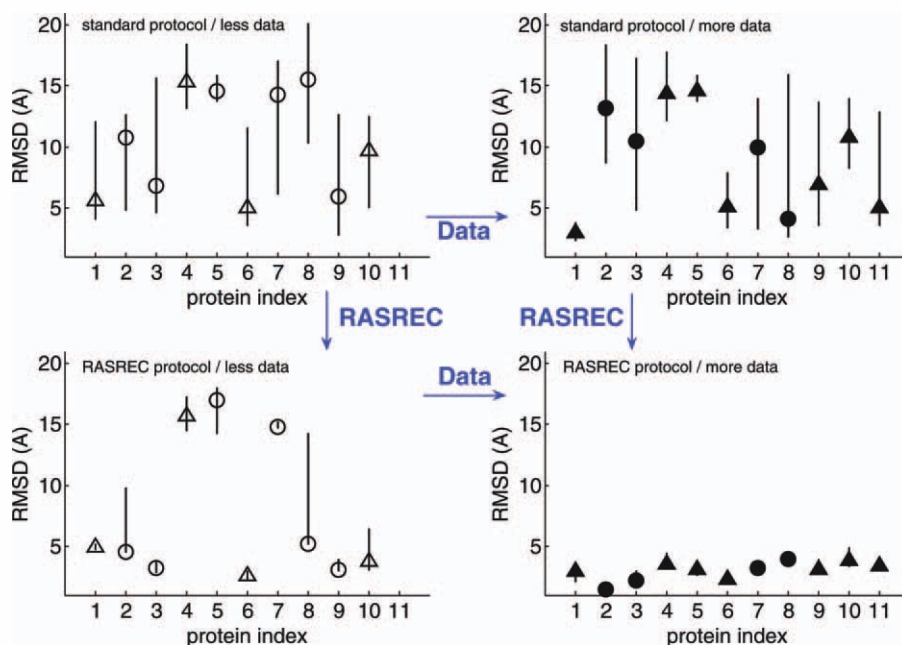 standard protocol / less data
20
15
10
5
RMSD (A)
1 2 3 4 5 6 7 8 9 10 11
protein index
Data
standard protocol / more data
20
15
10
5
RMSD (A)
1 2 3 4 5 6 7 8 9 10 11
protein index
RASREC
RASREC
RASREC protocol / less data
20
15
10
5
RMSD (A)
1 2 3 4 5 6 7 8 9 10 11
protein index
Data
RASREC protocol / more data
20
15
10
5
RMSD (A)
1 2 3 4 5 6 7 8 9 10 11
protein index